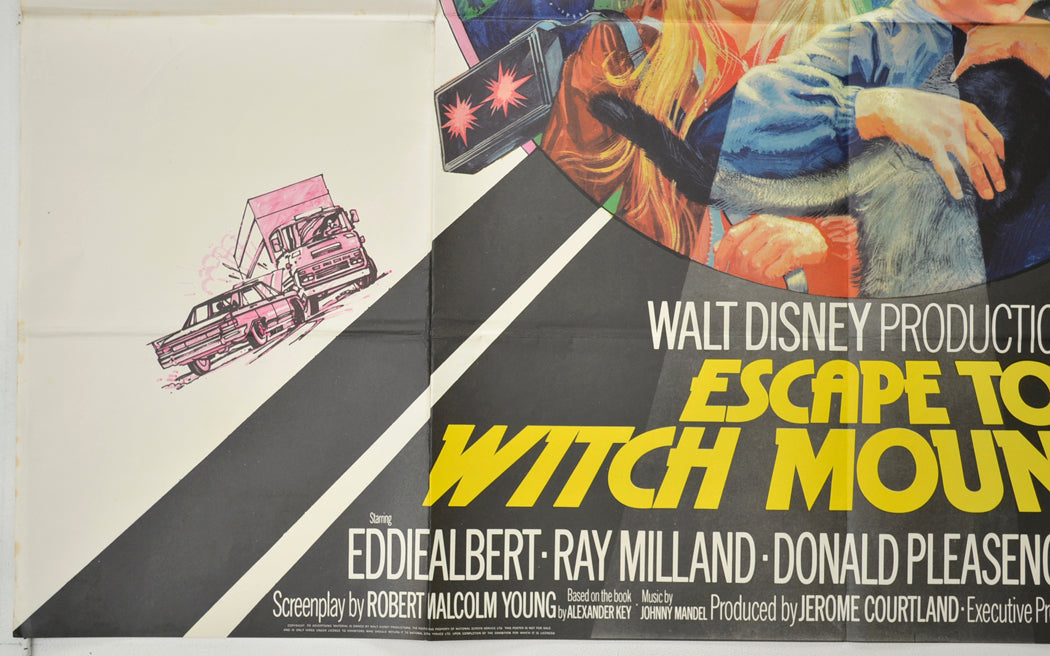 WALT DISNEY PRODUCTIO
ESCAPE TO
WITCH MOUN
Starring
EDDIE ALBERT · RAY MILLAND · DONALD PLEASENC
Screenplay by ROBERT MALCOLM YOUNG Based on the book by ALEXANDER KEY Music by JOHNNY MANDEL Produced by JEROME COURTLAND · Executive Pr